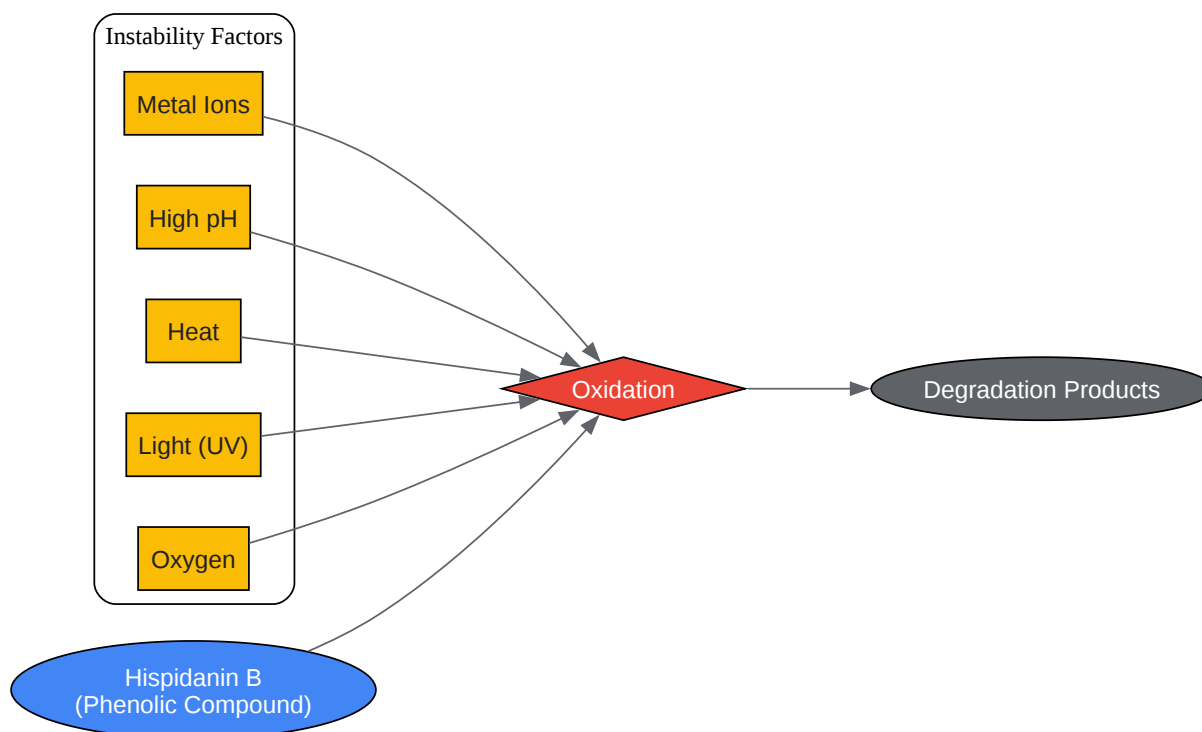 Instability Factors
Metal Ions
High pH
Heat
Light (UV)
Oxygen
Oxidation
Degradation Products
Hispidanin B
(Phenolic Compound)